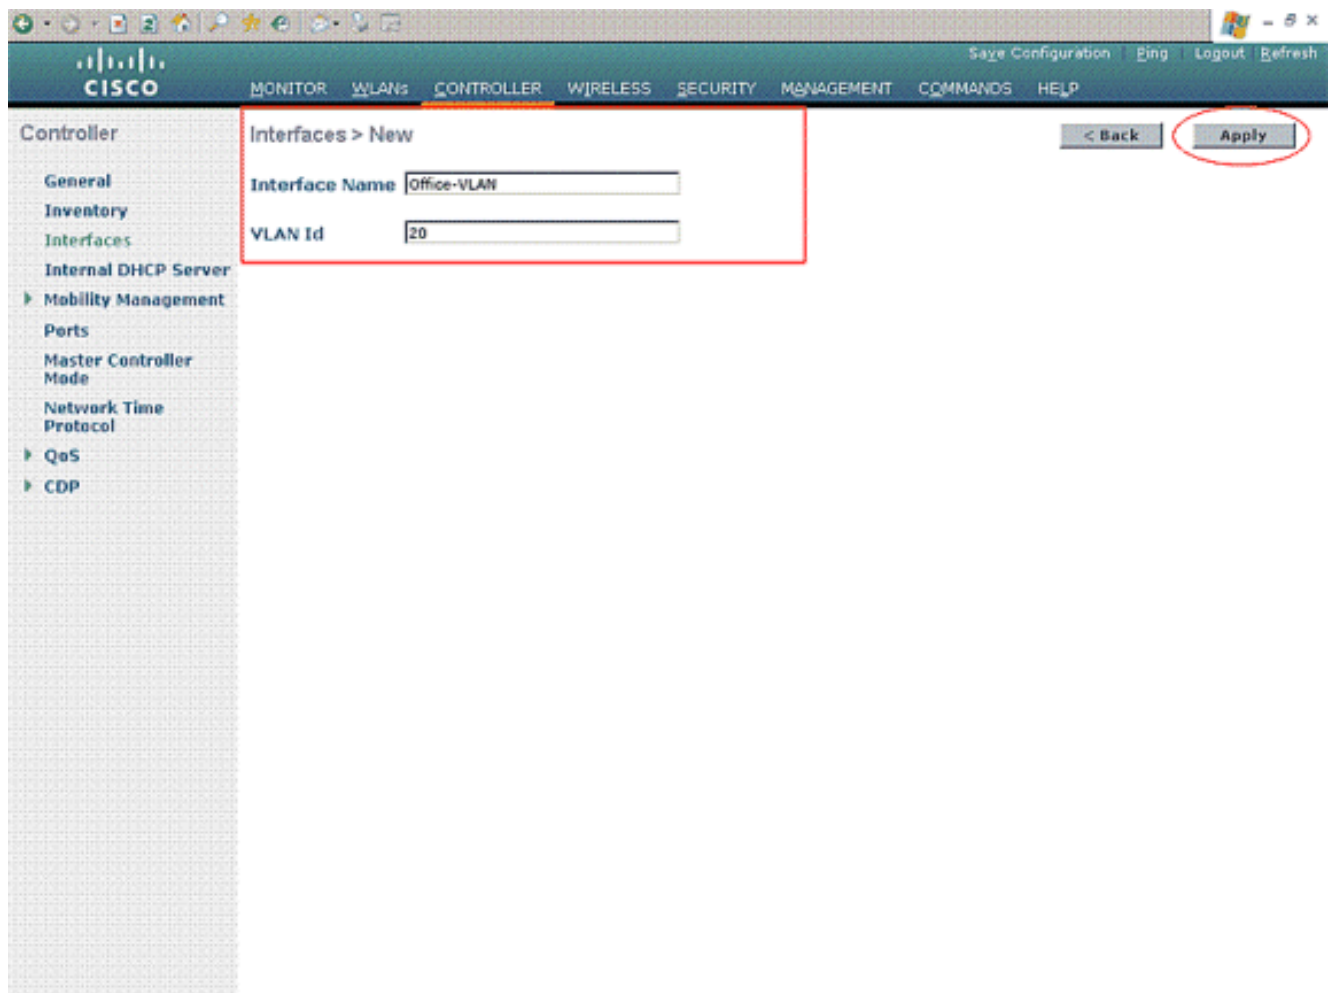 Save Configuration Ping Logout Refresh
CISCO
MONITOR WLANs CONTROLLER WIRELESS SECURITY MANAGEMENT COMMANDS HELP
Controller
General
Inventory
Interfaces
Internal DHCP Server
Mobility Management
Ports
Master Controller
Mode
Network Time
Protocol
QoS
CDP
Interfaces > New
< Back
Apply
Interface Name Office-VLAN
VLAN Id 20